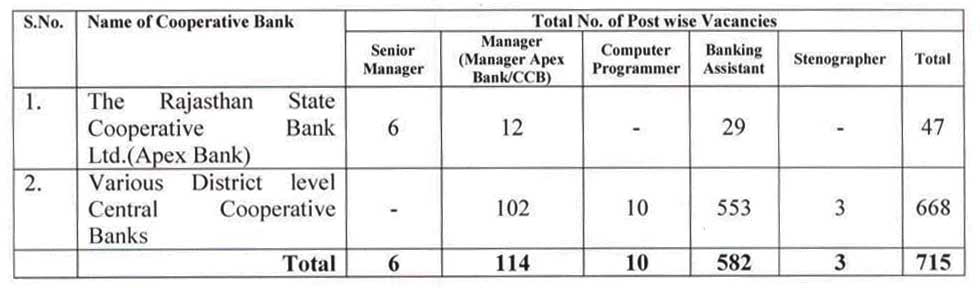 S.No. Name of Cooperative Bank Total No. of Post wise Vacancies
Senior Manager Manager (Manager Apex Bank/CCB) Computer Programmer Banking Assistant Stenographer Total
1. The Rajasthan State Cooperative Bank Ltd.(Apex Bank) 6 12 - 29 - 47
2. Various District level Central Cooperative Banks - 102 10 553 3 668
Total 6 114 10 582 3 715